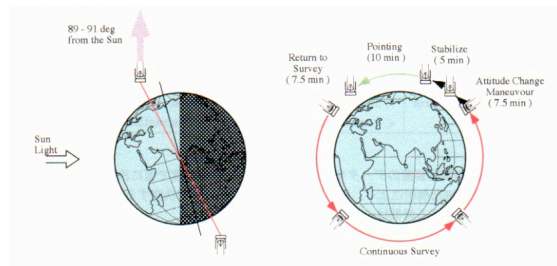 89 - 91 deg
from the Sun
Sun
Light
Return to
Survey
(7.5 min)
Pointing
(10 min)
Stabilize
(5 min)
Attitude Change
Maneuvour
(7.5 min)
Continuous Survey